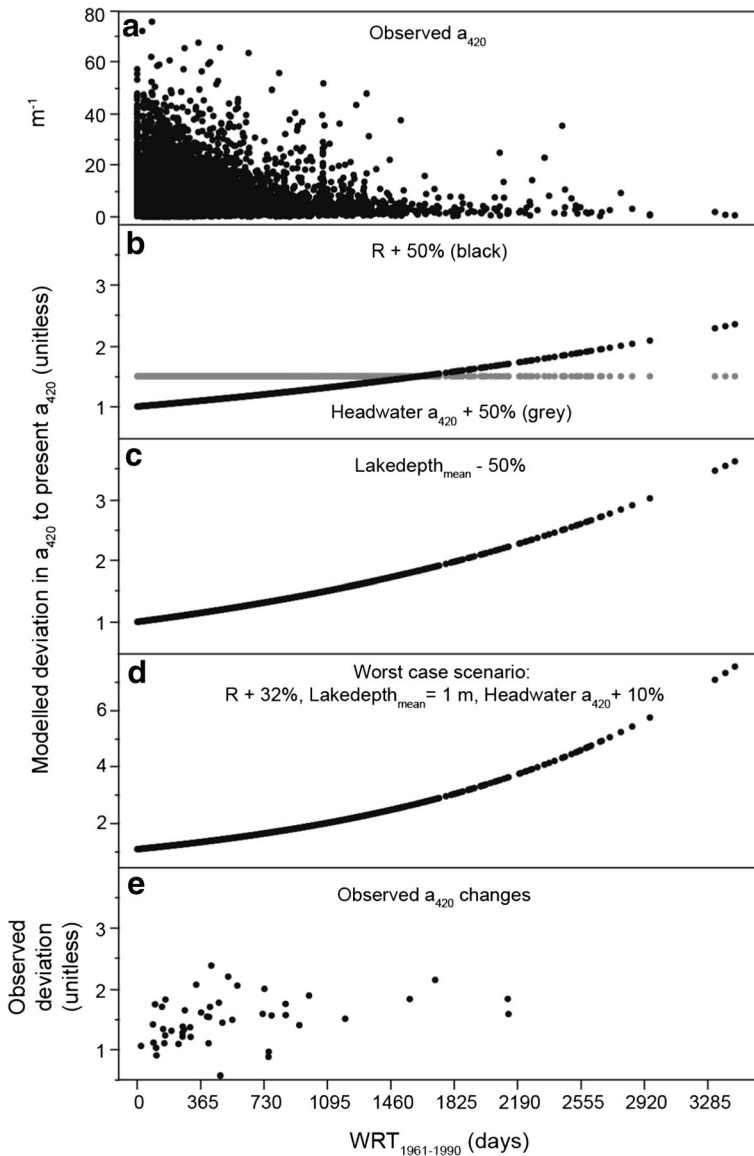 a
Observed a420
80
60
40
20
0
m-1
b
R + 50% (black)
3
2
1
Headwater a420 + 50% (grey)
c
Lakedepthmean - 50%
3
2
1
Modelled deviation in a420 to present a420 (unitless)
d
Worst case scenario:
R + 32%, Lakedepthmean = 1 m, Headwater a420 + 10%
6
4
2
e
Observed a420 changes
3
2
1
Observed
deviation
(unitless)
0 365 730 1095 1460 1825 2190 2555 2920 3285
WRT1961-1990 (days)